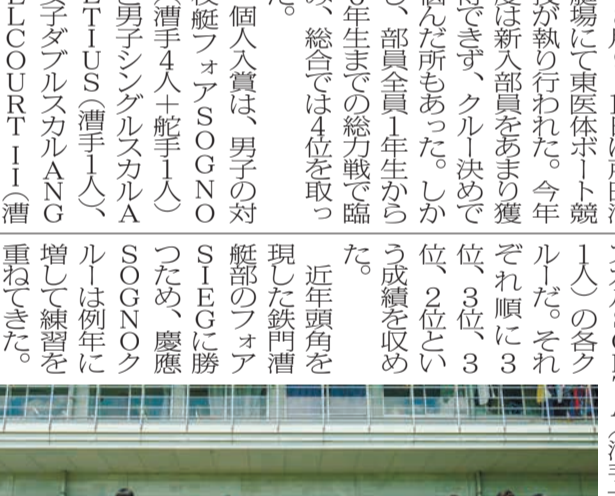 艇場にて東医体ボート競
技が執り行われた。今年
度は新入部員をあまり獲
得できず、クルー決めで
悩んだ所もあった。しか
し、部員全員1年生から
6年生までの総力戦で臨
み、総合では4位を取っ
た。
個人入賞は、男子の対
校艇フォアSOGNO
（漕手4人＋舵手1人）
と男子シングルスカルA
ETIUS（漕手1人）、
女子ダブルスカルANG
ELCOURT II（漕
1人）の各ク
ルーだ。それ
ぞれ順に3
位、3位、3
位、2位とい
う成績を収め
た。
近年頭角を
現した鉄門漕
艇部のフォア
SIEGに勝
つため、慶應
SOGNOク
ルーは例年に
増して練習を
重ねてきた。